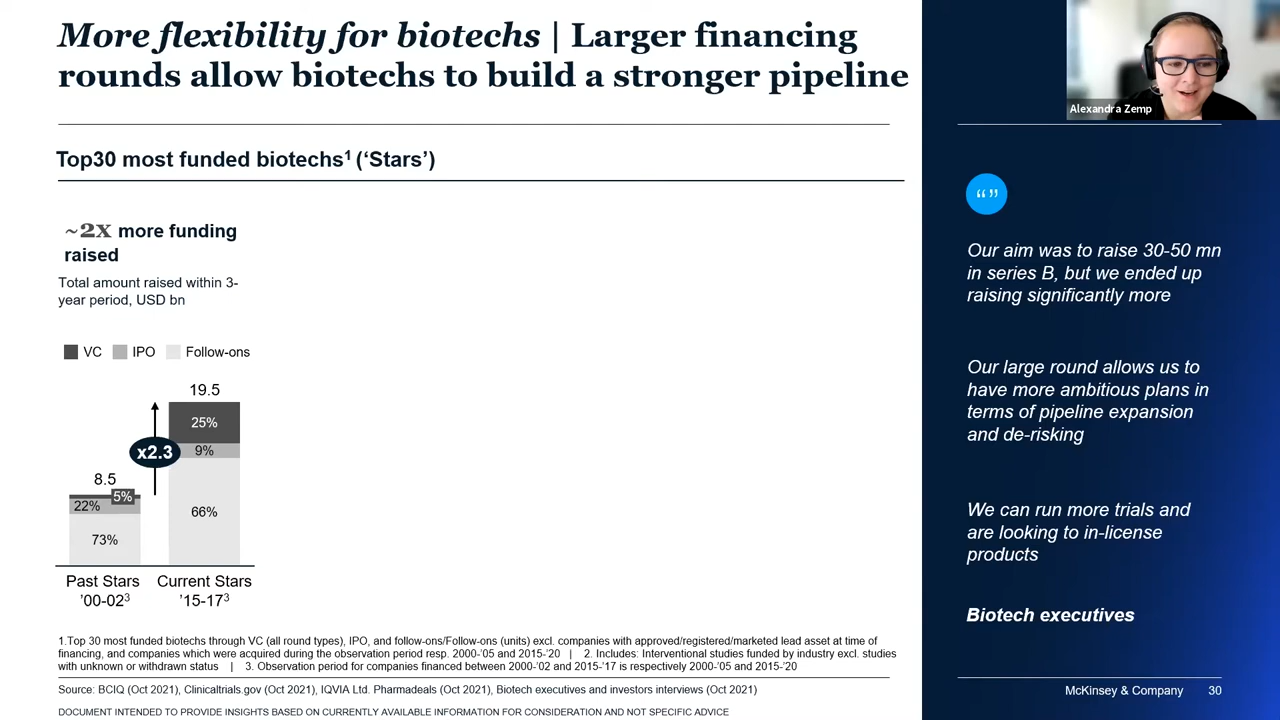 More flexibility for biotechs | Larger financing
rounds allow biotechs to build a stronger pipeline
Alexandra Zemp
Top30 most funded biotechs¹ (‘Stars’)
~2x more funding
raised
Total amount raised within 3-
year period, USD bn
VC IPO Follow-ons
19.5
25%
9%
66%
x2.3
8.5
5%
22%
73%
Past Stars
’00-02³
Current Stars
’15-17³
“ ”
Our aim was to raise 30-50 mn
in series B, but we ended up
raising significantly more
Our large round allows us to
have more ambitious plans in
terms of pipeline expansion
and de-risking
We can run more trials and
are looking to in-license
products
Biotech executives
1.Top 30 most funded biotechs through VC (all round types), IPO, and follow-ons/Follow-ons (units) excl. companies with approved/registered/marketed lead asset at time of
financing, and companies which were acquired during the observation period resp. 2000-’05 and 2015-’20 | 2. Includes: Interventional studies funded by industry excl. studies
with unknown or withdrawn status | 3. Observation period for companies financed between 2000-’02 and 2015-’17 is respectively 2000-’05 and 2015-’20
Source: BCIQ (Oct 2021), Clinicaltrials.gov (Oct 2021), IQVIA Ltd. Pharmadeals (Oct 2021), Biotech executives and investors interviews (Oct 2021)
DOCUMENT INTENDED TO PROVIDE INSIGHTS BASED ON CURRENTLY AVAILABLE INFORMATION FOR CONSIDERATION AND NOT SPECIFIC ADVICE
McKinsey & Company 30